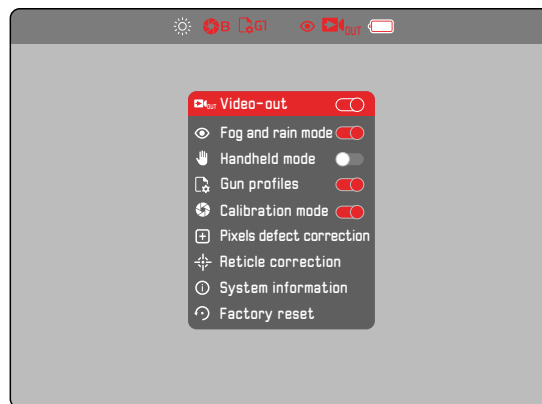 B G1 OUT
OUT Video-out
Fog and rain mode
Handheld mode
Gun profiles
Calibration mode
Pixels defect correction
Reticle correction
System information
Factory reset